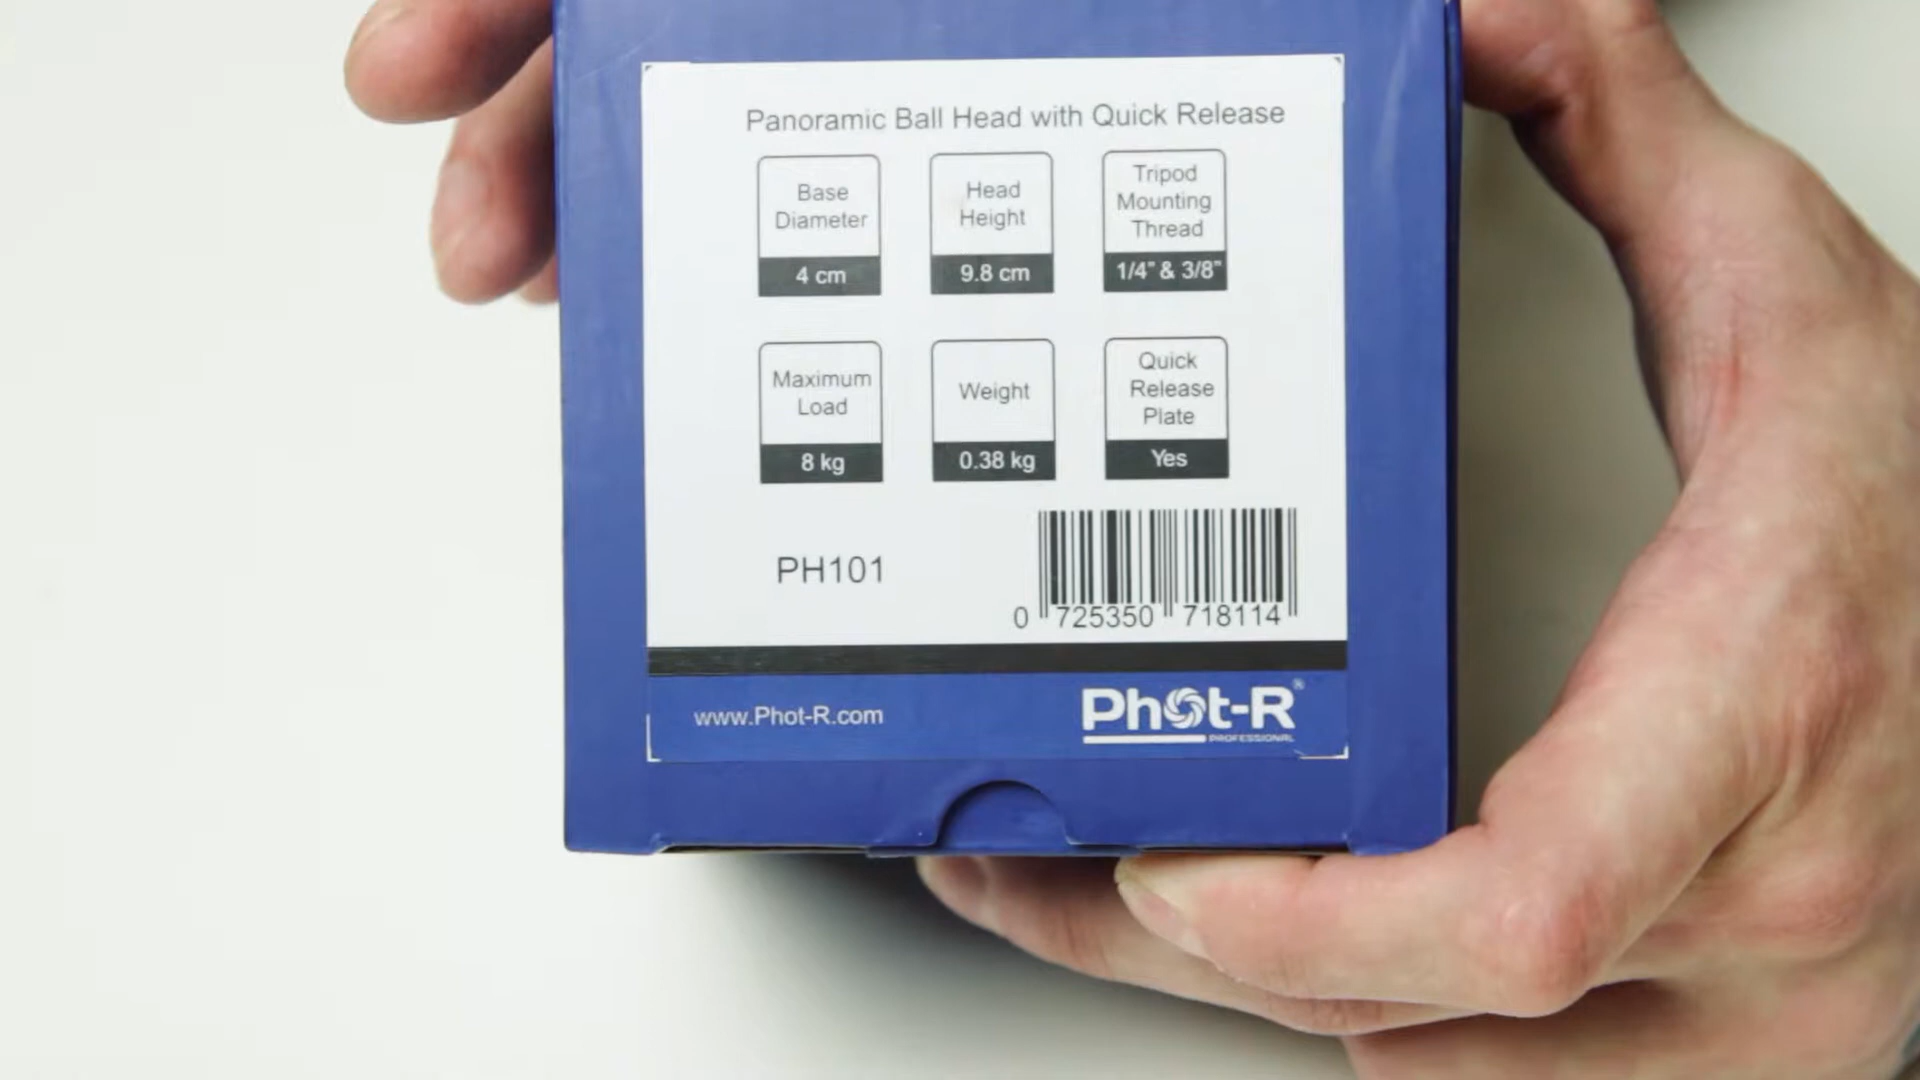 Panoramic Ball Head with Quick Release
Base
Diameter
4 cm
Head
Height
9.8 cm
Tripod
Mounting
Thread
1/4" & 3/8"
Maximum
Load
8 kg
Weight
0.38 kg
Quick
Release
Plate
Yes
PH101
0 725350 718114
www.Phot-R.com
Phot-R®
PROFESSIONAL